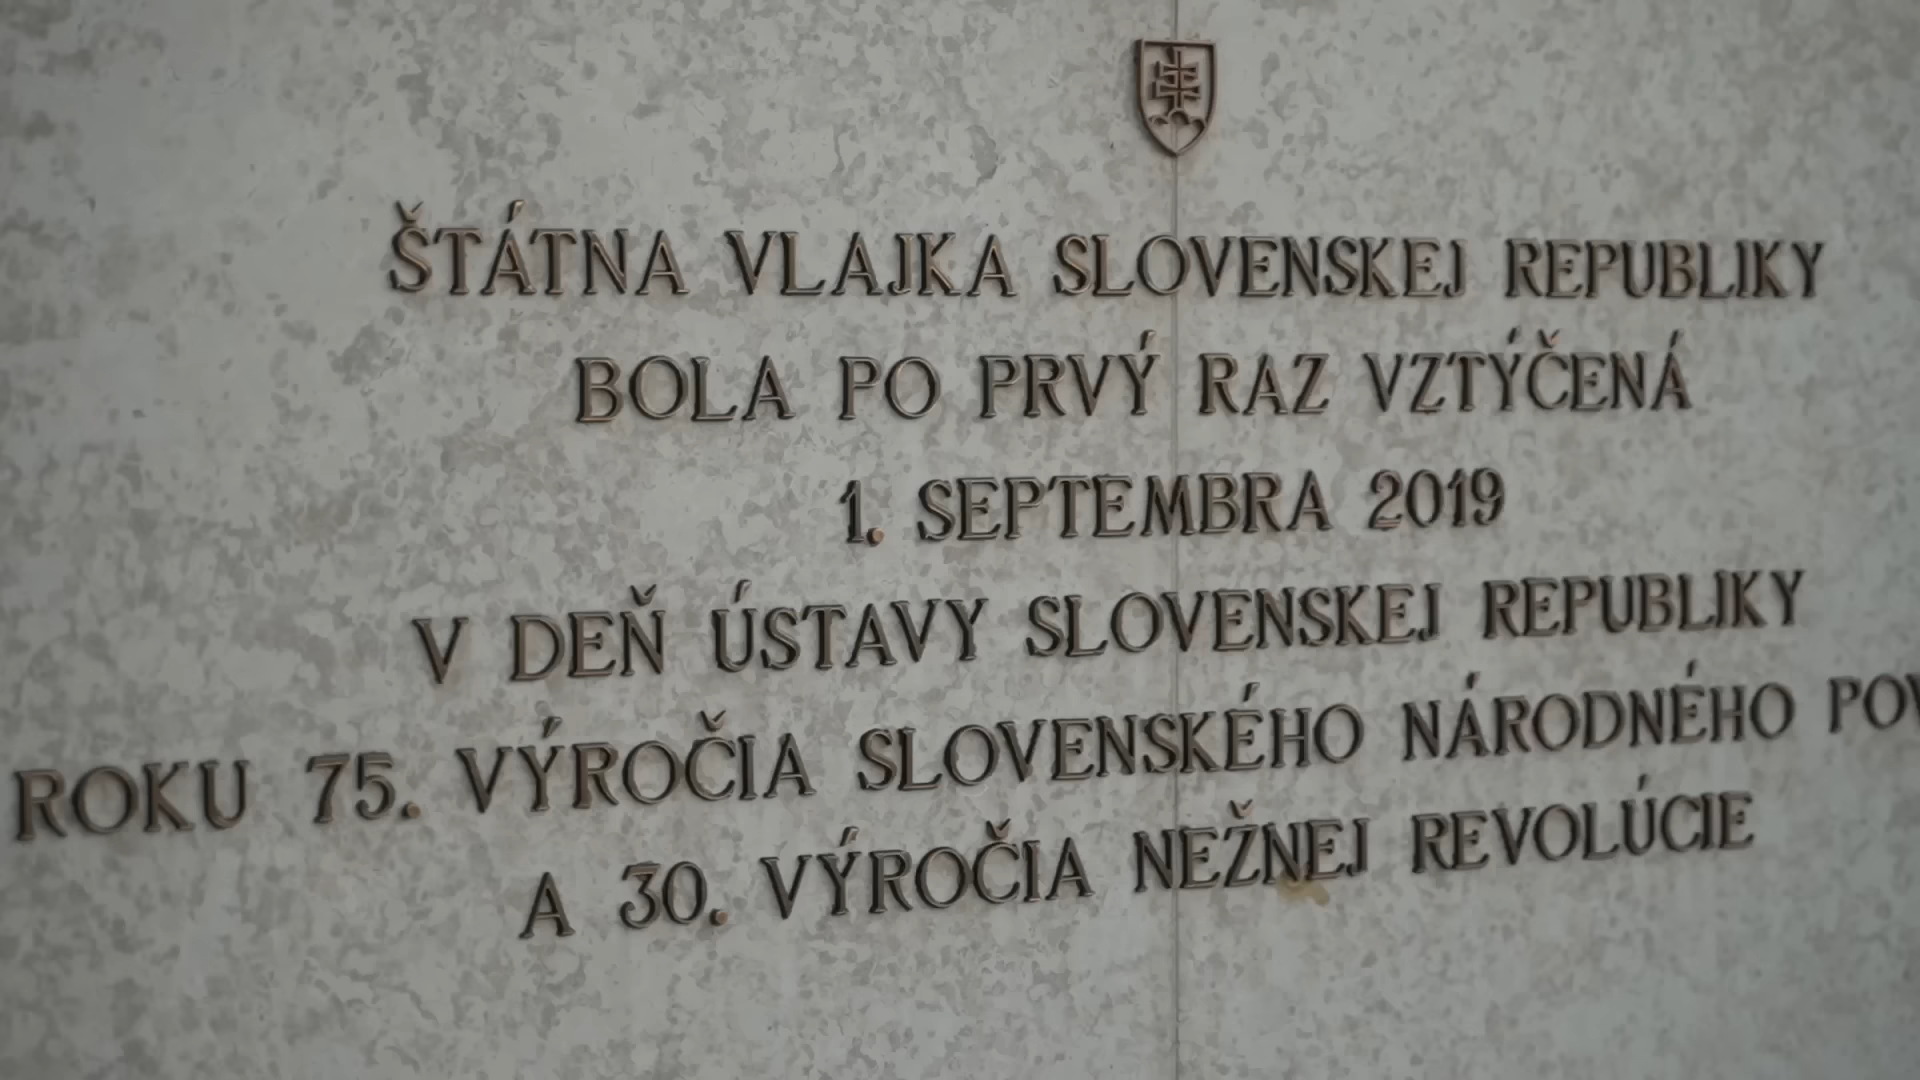 ŠTÁTNA VLAJKA SLOVENSKEJ REPUBLIKY
BOLA PO PRVÝ RAZ VZTÝČENÁ
1. SEPTEMBRA 2019
V DEŇ ÚSTAVY SLOVENSKEJ REPUBLIKY
ROKU 75. VÝROČIA SLOVENSKÉHO NÁRODNÉHO
A 30. VÝROČIA NEŽNEJ REVOLÚCIE